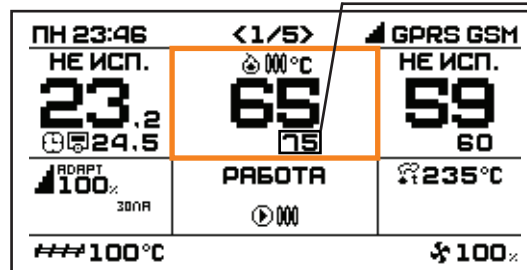 ПН 23:46 <1/5> GPRS GSM
НЕ ИСП. °C НЕ ИСП.
23.2 65 59
24.5 75 60
ADAPT
100% РАБОТА t235°C
ЗОЛА
100°C 100%